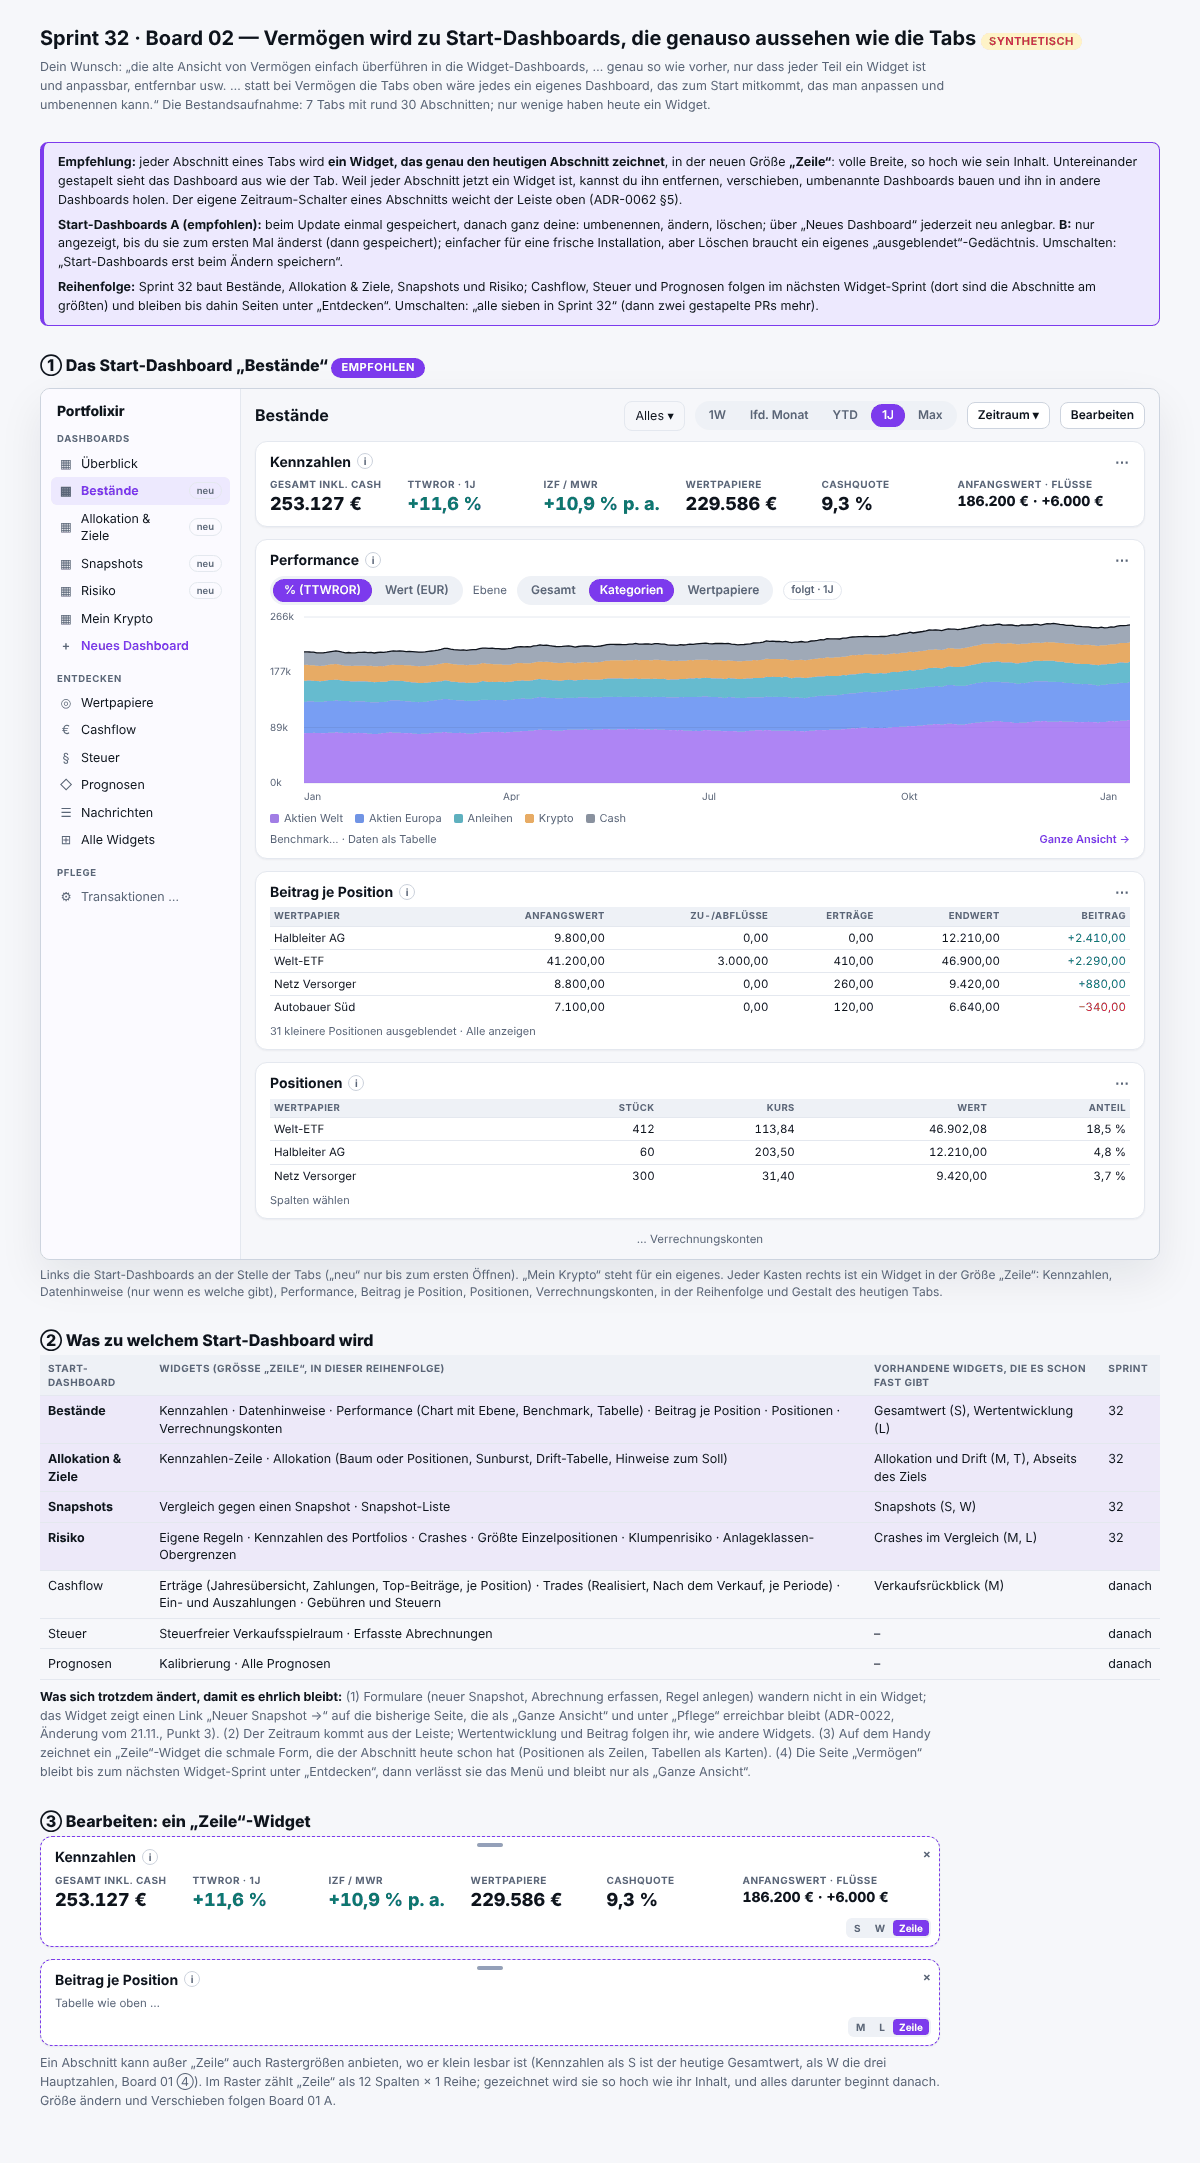 Sprint 32 · Board 02 — Vermögen wird zu Start-Dashboards, die genauso aussehen wie die Tabs SYNTHETISCH
Dein Wunsch: „die alte Ansicht von Vermögen einfach überführen in die Widget-Dashboards, … genau so wie vorher, nur dass jeder Teil ein Widget ist
und anpassbar, entfernbar usw. … statt bei Vermögen die Tabs oben wäre jedes ein eigenes Dashboard, das zum Start mitkommt, das man anpassen und
umbenennen kann.“ Die Bestandsaufnahme: 7 Tabs mit rund 30 Abschnitten; nur wenige haben heute ein Widget.
Empfehlung: jeder Abschnitt eines Tabs wird ein Widget, das genau den heutigen Abschnitt zeichnet, in der neuen Größe „Zeile“: volle Breite, so hoch wie sein Inhalt. Untereinander
gestapelt sieht das Dashboard aus wie der Tab. Weil jeder Abschnitt jetzt ein Widget ist, kannst du ihn entfernen, verschieben, umbenannte Dashboards bauen und ihn in andere
Dashboards holen. Der eigene Zeitraum-Schalter eines Abschnitts weicht der Leiste oben (ADR-0062 §5).
Start-Dashboards A (empfohlen): beim Update einmal gespeichert, danach ganz deine: umbenennen, ändern, löschen; über „Neues Dashboard“ jederzeit neu anlegbar. B: nur
angezeigt, bis du sie zum ersten Mal änderst (dann gespeichert); einfacher für eine frische Installation, aber Löschen braucht ein eigenes „ausgeblendet“-Gedächtnis. Umschalten:
„Start-Dashboards erst beim Ändern speichern“.
Reihenfolge: Sprint 32 baut Bestände, Allokation & Ziele, Snapshots und Risiko; Cashflow, Steuer und Prognosen folgen im nächsten Widget-Sprint (dort sind die Abschnitte am
größten) und bleiben bis dahin Seiten unter „Entdecken“. Umschalten: „alle sieben in Sprint 32“ (dann zwei gestapelte PRs mehr).
① Das Start-Dashboard „Bestände“ EMPFOHLEN
Portfolixir
DASHBOARDS
▦ Überblick
▦ Bestände neu
▦ Allokation &
Ziele neu
▦ Snapshots neu
▦ Risiko neu
▦ Mein Krypto
+ Neues Dashboard
ENTDECKEN
◎ Wertpapiere
€ Cashflow
§ Steuer
◇ Prognosen
☰ Nachrichten
⊞ Alle Widgets
PFLEGE
⚙ Transaktionen …
Bestände Alles ▾ 1W lfd. Monat YTD 1J Max Zeitraum ▾ Bearbeiten
Kennzahlen i ⋯
GESAMT INKL. CASH TTWROR · 1J IZF / MWR WERTPAPIERE CASHQUOTE ANFANGSWERT · FLÜSSE
253.127 € +11,6 % +10,9 % p. a. 229.586 € 9,3 % 186.200 € · +6.000 €
Performance i ⋯
% (TTWROR) Wert (EUR) Ebene Gesamt Kategorien Wertpapiere folgt · 1J
266k
177k
89k
0k
Jan Apr Jul Okt Jan
Aktien Welt Aktien Europa Anleihen Krypto Cash
Benchmark… · Daten als Tabelle Ganze Ansicht →
Beitrag je Position i ⋯
WERTPAPIER ANFANGSWERT ZU-/ABFLÜSSE ERTRÄGE ENDWERT BEITRAG
Halbleiter AG 9.800,00 0,00 0,00 12.210,00 +2.410,00
Welt-ETF 41.200,00 3.000,00 410,00 46.900,00 +2.290,00
Netz Versorger 8.800,00 0,00 260,00 9.420,00 +880,00
Autobauer Süd 7.100,00 0,00 120,00 6.640,00 −340,00
31 kleinere Positionen ausgeblendet · Alle anzeigen
Positionen i ⋯
WERTPAPIER STÜCK KURS WERT ANTEIL
Welt-ETF 412 113,84 46.902,08 18,5 %
Halbleiter AG 60 203,50 12.210,00 4,8 %
Netz Versorger 300 31,40 9.420,00 3,7 %
Spalten wählen
… Verrechnungskonten
Links die Start-Dashboards an der Stelle der Tabs („neu“ nur bis zum ersten Öffnen). „Mein Krypto“ steht für ein eigenes. Jeder Kasten rechts ist ein Widget in der Größe „Zeile“: Kennzahlen,
Datenhinweise (nur wenn es welche gibt), Performance, Beitrag je Position, Positionen, Verrechnungskonten, in der Reihenfolge und Gestalt des heutigen Tabs.
② Was zu welchem Start-Dashboard wird
START-
DASHBOARD WIDGETS (GRÖSSE „ZEILE“, IN DIESER REIHENFOLGE) VORHANDENE WIDGETS, DIE ES SCHON
FAST GIBT SPRINT
Bestände Kennzahlen · Datenhinweise · Performance (Chart mit Ebene, Benchmark, Tabelle) · Beitrag je Position · Positionen ·
Verrechnungskonten Gesamtwert (S), Wertentwicklung
(L) 32
Allokation &
Ziele Kennzahlen-Zeile · Allokation (Baum oder Positionen, Sunburst, Drift-Tabelle, Hinweise zum Soll) Allokation und Drift (M, T), Abseits
des Ziels 32
Snapshots Vergleich gegen einen Snapshot · Snapshot-Liste Snapshots (S, W) 32
Risiko Eigene Regeln · Kennzahlen des Portfolios · Crashes · Größte Einzelpositionen · Klumpenrisiko · Anlageklassen-
Obergrenzen Crashes im Vergleich (M, L) 32
Cashflow Erträge (Jahresübersicht, Zahlungen, Top-Beiträge, je Position) · Trades (Realisiert, Nach dem Verkauf, je Periode) ·
Ein- und Auszahlungen · Gebühren und Steuern Verkaufsrückblick (M) danach
Steuer Steuerfreier Verkaufsspielraum · Erfasste Abrechnungen – danach
Prognosen Kalibrierung · Alle Prognosen – danach
Was sich trotzdem ändert, damit es ehrlich bleibt: (1) Formulare (neuer Snapshot, Abrechnung erfassen, Regel anlegen) wandern nicht in ein Widget;
das Widget zeigt einen Link „Neuer Snapshot →“ auf die bisherige Seite, die als „Ganze Ansicht“ und unter „Pflege“ erreichbar bleibt (ADR-0022,
Änderung vom 21.11., Punkt 3). (2) Der Zeitraum kommt aus der Leiste; Wertentwicklung und Beitrag folgen ihr, wie andere Widgets. (3) Auf dem Handy
zeichnet ein „Zeile“-Widget die schmale Form, die der Abschnitt heute schon hat (Positionen als Zeilen, Tabellen als Karten). (4) Die Seite „Vermögen“
bleibt bis zum nächsten Widget-Sprint unter „Entdecken“, dann verlässt sie das Menü und bleibt nur als „Ganze Ansicht“.
③ Bearbeiten: ein „Zeile“-Widget
Kennzahlen i ×
GESAMT INKL. CASH TTWROR · 1J IZF / MWR WERTPAPIERE CASHQUOTE ANFANGSWERT · FLÜSSE
253.127 € +11,6 % +10,9 % p. a. 229.586 € 9,3 % 186.200 € · +6.000 €
S W Zeile
Beitrag je Position i ×
Tabelle wie oben …
M L Zeile
Ein Abschnitt kann außer „Zeile“ auch Rastergrößen anbieten, wo er klein lesbar ist (Kennzahlen als S ist der heutige Gesamtwert, als W die drei
Hauptzahlen, Board 01 ④). Im Raster zählt „Zeile“ als 12 Spalten × 1 Reihe; gezeichnet wird sie so hoch wie ihr Inhalt, und alles darunter beginnt danach.
Größe ändern und Verschieben folgen Board 01 A.